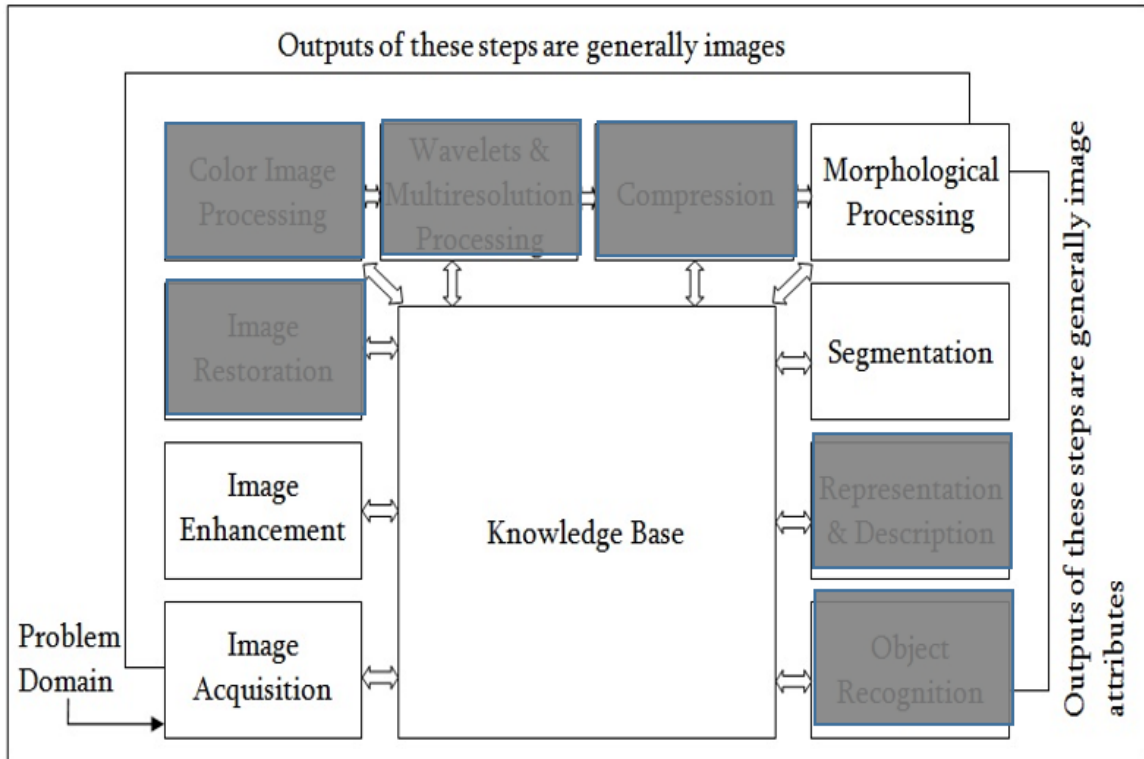 Outputs of these steps are generally images
Color Image
Processing
Wavelets &
Multiresolution
Processing
Compression
Morphological
Processing
Image
Restoration
Segmentation
Image
Enhancement
Knowledge Base
Representation
& Description
Problem
Domain
Image
Acquisition
Object
Recognition
Outputs of these steps are generally image
attributes